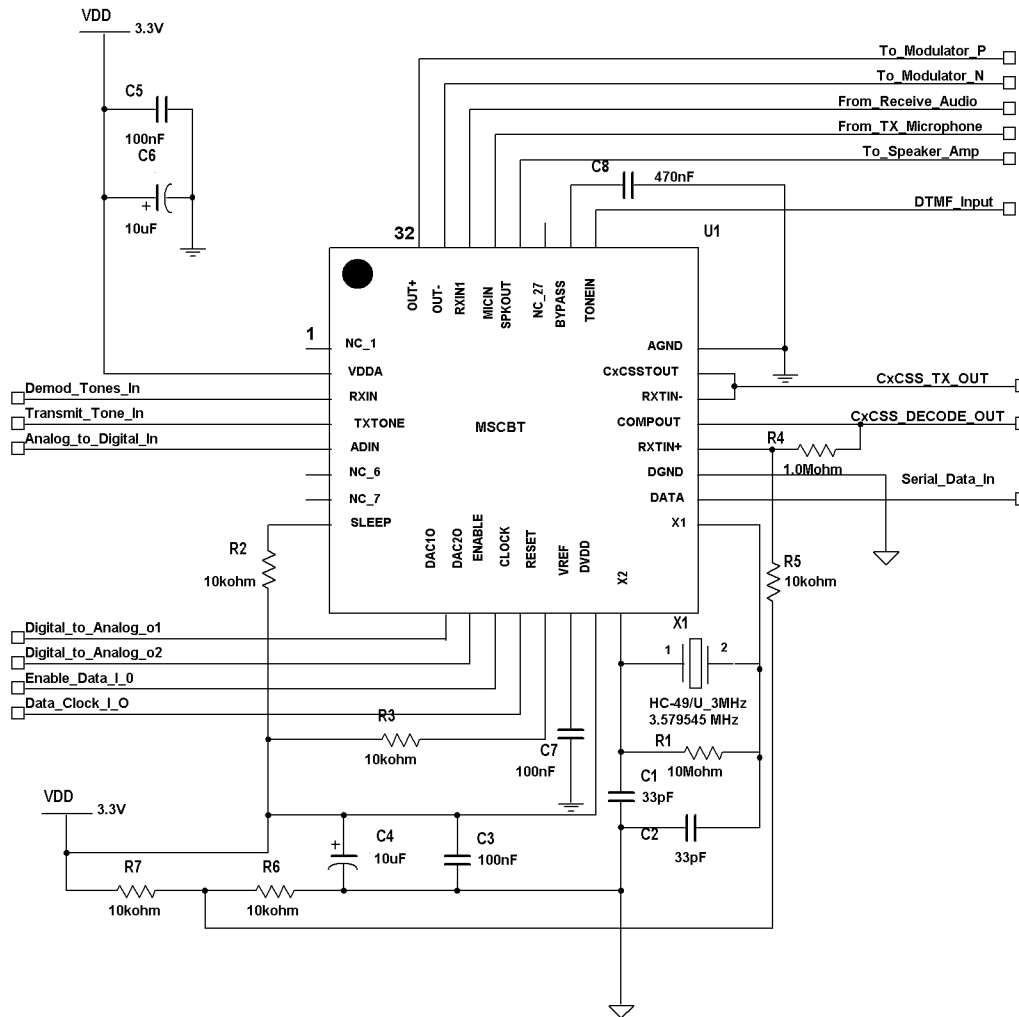 VDD
3.3V
To_Modulator_P
To_Modulator_N
C5
From_Receive_Audio
100nF
From_TX_Microphone
C6
To_Speaker_Amp
C8
470nF
+
10uF
DTMF_Input
32
U1
OUT+
OUT-
RXIN1
MICIN
SPKOUT
NC_27
BYPASS
TONEIN
1
NC_1
AGND
VDDA
CxCSSTOUT
CxCSS_TX_OUT
Demod_Tones_In
RXIN
RXTIN-
Transmit_Tone_In
TXTONE
MSCBT
COMPOUT
CxCSS_DECODE_OUT
Analog_to_Digital_In
ADIN
RXTIN+
R4
1.0Mohm
NC_6
DGND
Serial_Data_In
NC_7
DATA
SLEEP
X1
DAC1O
DAC2O
ENABLE
CLOCK
RESET
VREF
DVDD
X2
R2
10kohm
R5
10kohm
Digital_to_Analog_o1
X1
Digital_to_Analog_o2
1
2
Enable_Data_I_0
Data_Clock_I_O
HC-49/U_3MHz
3.579545 MHz
R3
10kohm
C7
100nF
R1
10Mohm
C1
33pF
VDD
3.3V
C2
33pF
+
C4
10uF
C3
100nF
R7
10kohm
R6
10kohm